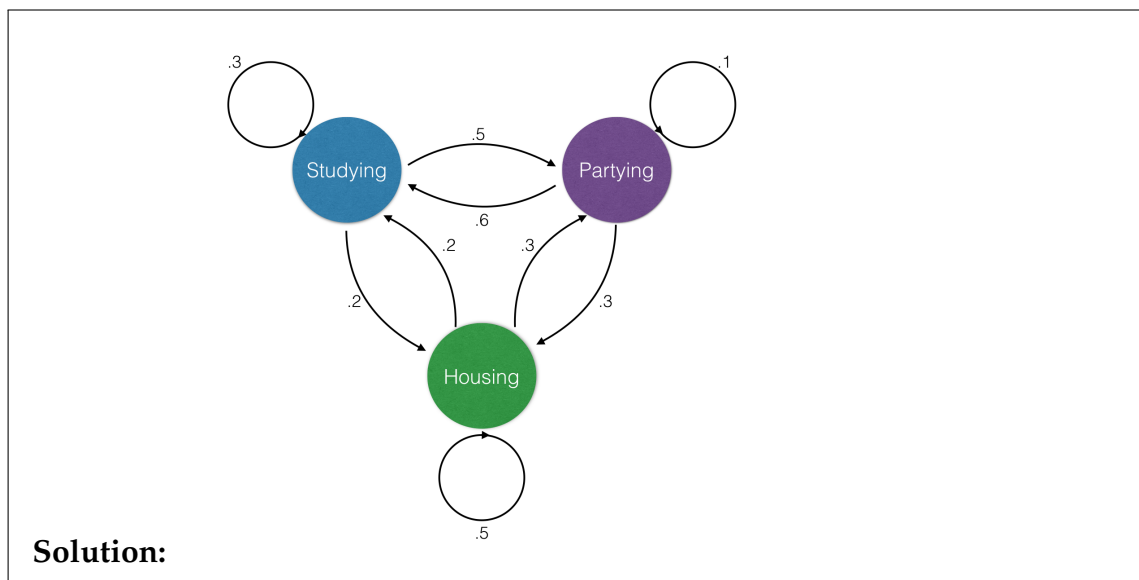 .3
.1
.5
Studying
Partying
.6
.2
.3
.2
.3
Housing
.5
Solution: